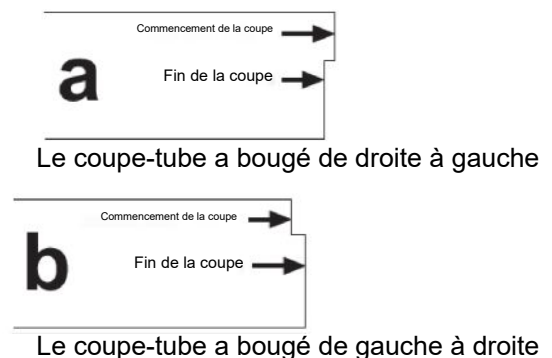 Commencement de la coupe
a
Fin de la coupe
Le coupe-tube a bougé de droite à gauche
Commencement de la coupe
b
Fin de la coupe
Le coupe-tube a bougé de gauche à droite